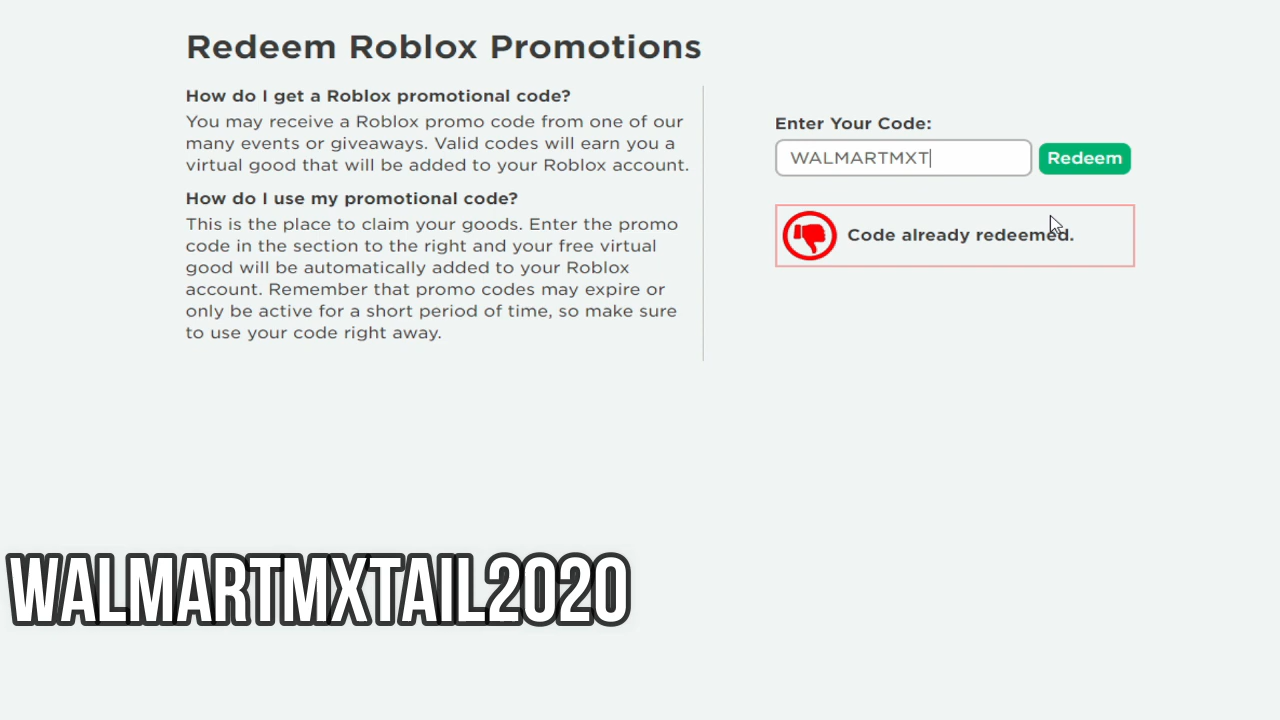 Redeem Roblox Promotions
How do I get a Roblox promotional code?
You may receive a Roblox promo code from one of our
many events or giveaways. Valid codes will earn you a
virtual good that will be added to your Roblox account.
How do I use my promotional code?
This is the place to claim your goods. Enter the promo
code in the section to the right and your free virtual
good will be automatically added to your Roblox
account. Remember that promo codes may expire or
only be active for a short period of time, so make sure
to use your code right away.
Enter Your Code:
WALMARTMXT
Redeem
Code already redeemed.
WALMARTMXTAIL2020